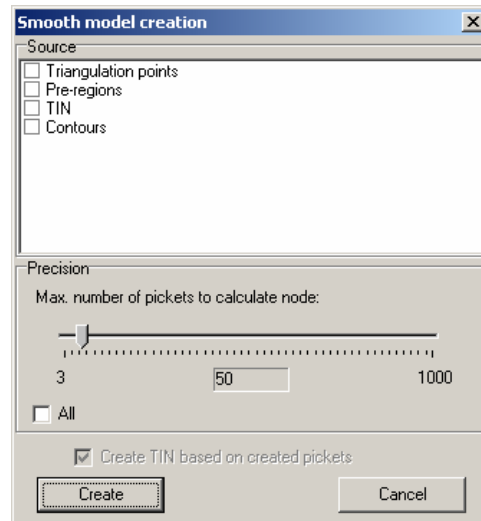 Smooth model creation
Source
Triangulation points
Pre-regions
TIN
Contours
Precision
Max. number of pickets to calculate node:
3 50 1000
All
Create TIN based on created pickets
Create Cancel